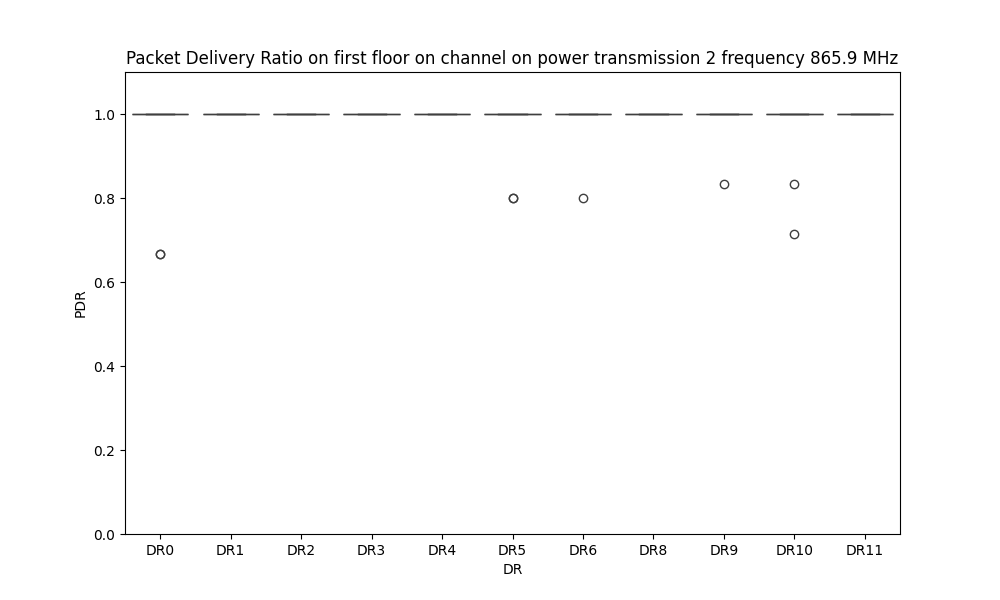 Packet Delivery Ratio on first floor on channel on power transmission 2 frequency 865.9 MHz
1.0
0.8
0.6
0.4
0.2
0.0
PDR
DR0 DR1 DR2 DR3 DR4 DR5 DR6 DR8 DR9 DR10 DR11
DR